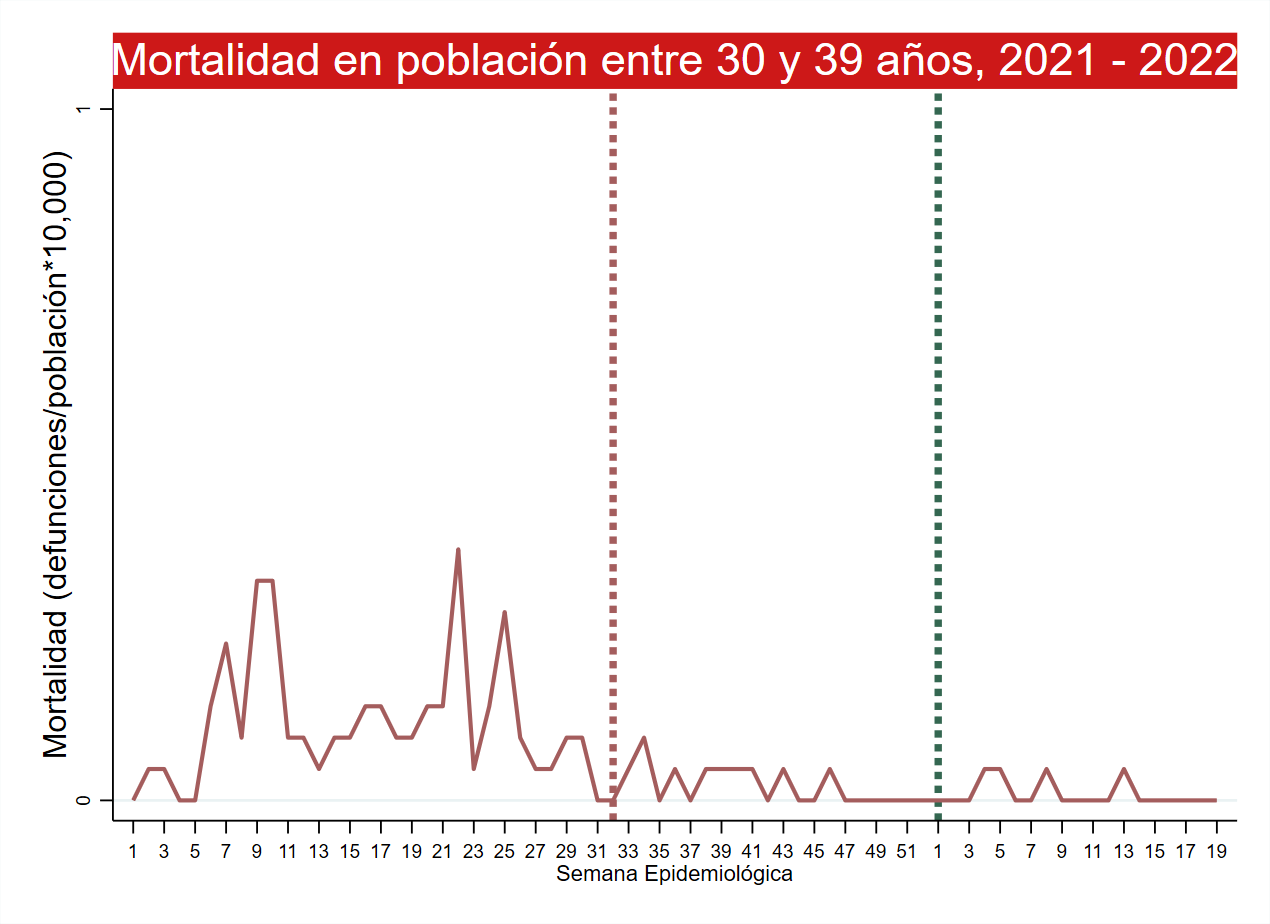 Mortalidad en población entre 30 y 39 años, 2021 - 2022
Mortalidad (defunciones/población*10,000)
1
0
1 3 5 7 9 11 13 15 17 19 21 23 25 27 29 31 33 35 37 39 41 43 45 47 49 51 1 3 5 7 9 11 13 15 17 19
Semana Epidemiológica